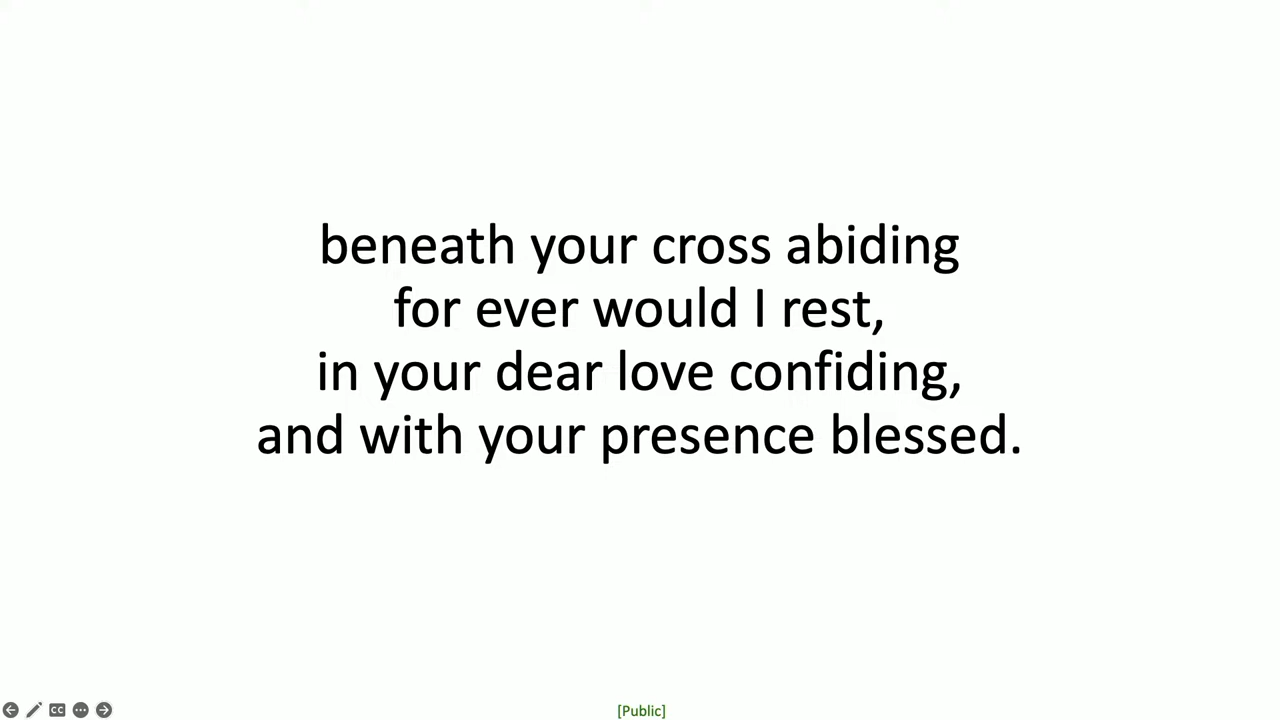 beneath your cross abiding
for ever would I rest,
in your dear love confiding,
and with your presence blessed.
CC
[Public]